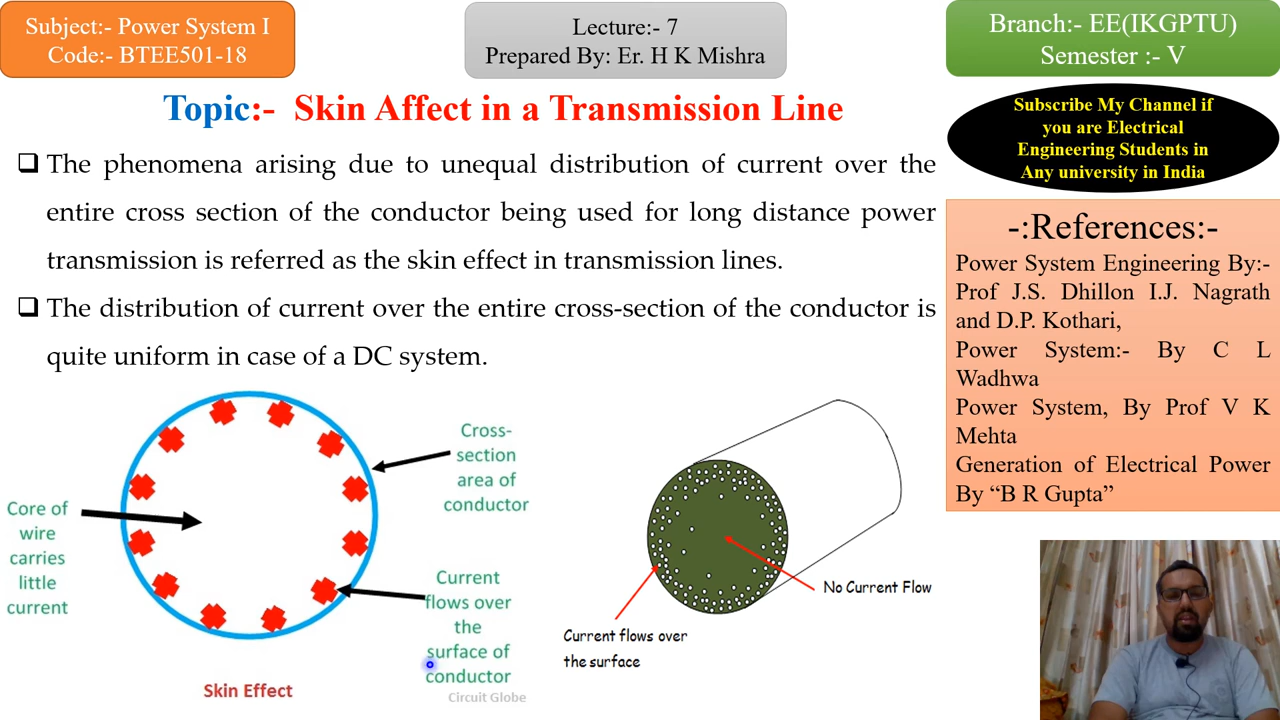 Subject:- Power System I
Code:- BTEE501-18
Lecture:- 7
Prepared By: Er. H K Mishra
Branch:- EE(IKGPTU)
Semester :- V
Topic:- Skin Affect in a Transmission Line
❑ The phenomena arising due to unequal distribution of current over the
entire cross section of the conductor being used for long distance power
transmission is referred as the skin effect in transmission lines.
❑ The distribution of current over the entire cross-section of the conductor is
quite uniform in case of a DC system.
Subscribe My Channel if
you are Electrical
Engineering Students in
Any university in India
-:References:-
Power System Engineering By:-
Prof J.S. Dhillon I.J. Nagrath
and D.P. Kothari,
Power System:- By C L
Wadhwa
Power System, By Prof V K
Mehta
Generation of Electrical Power
By “B R Gupta”
Core of
wire
carries
little
current
Cross-
section
area of
conductor
Current
flows over
the
surface of
conductor
Circuit Globe
Skin Effect
No Current Flow
Current flows over
the surface